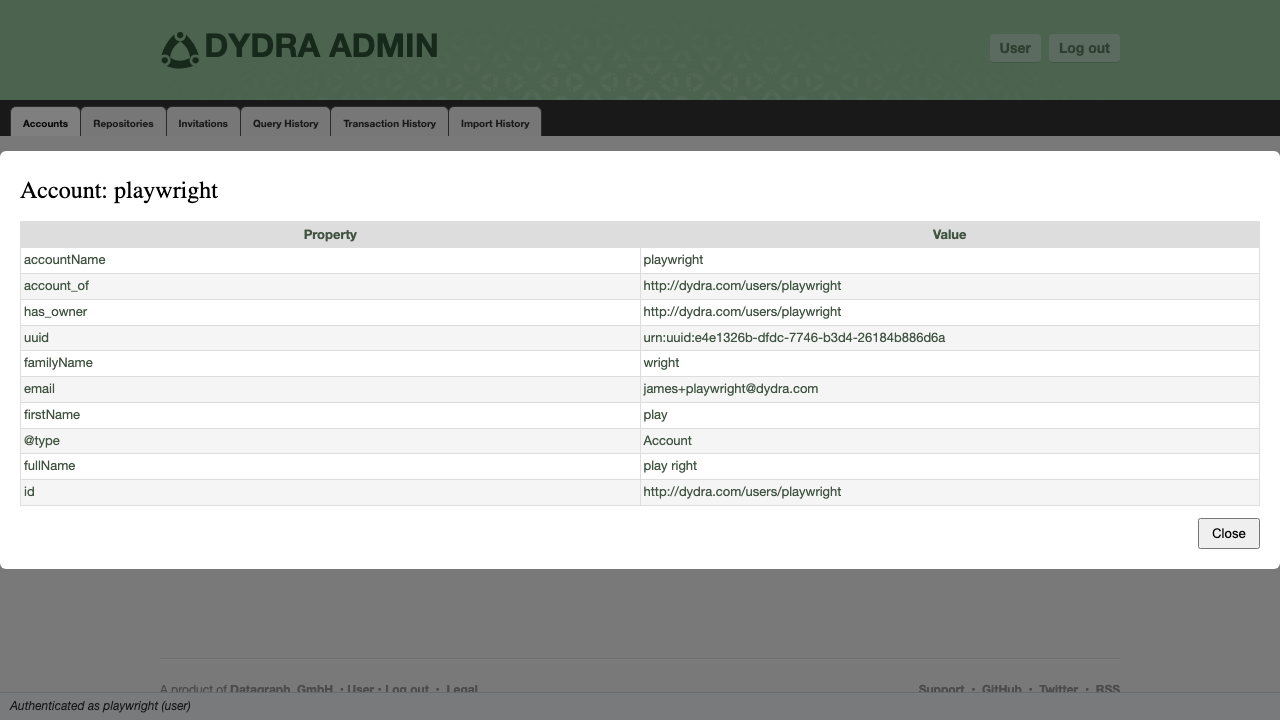 DYDRA ADMIN
User Log out
Accounts Repositories Invitations Query History Transaction History Import History
Account: playwright
Property Value
accountName playwright
account_of http://dydra.com/users/playwright
has_owner http://dydra.com/users/playwright
uuid urn:uuid:e4e1326b-dfdc-7746-b3d4-26184b886d6a
familyName wright
email james+playwright@dydra.com
firstName play
@type Account
fullName play right
id http://dydra.com/users/playwright
Close
A product of Datagraph, GmbH. • User • Log out • Legal
Support • GitHub • Twitter • RSS
Authenticated as playwright (user)